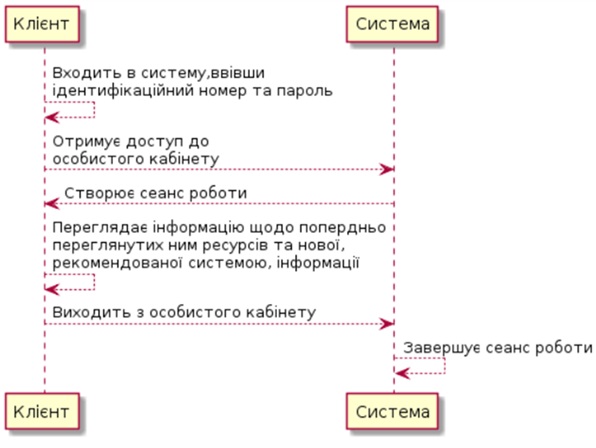 Клієнт
Система
Входить в систему,ввівши
ідентифікаційний номер та пароль
Отримує доступ до
особистого кабінету
Створює сеанс роботи
Переглядає інформацію щодо попердньо
переглянутих ним ресурсів та нової,
рекомендованої системою, інформації
Виходить з особистого кабінету
Завершує сеанс роботи
Клієнт
Система